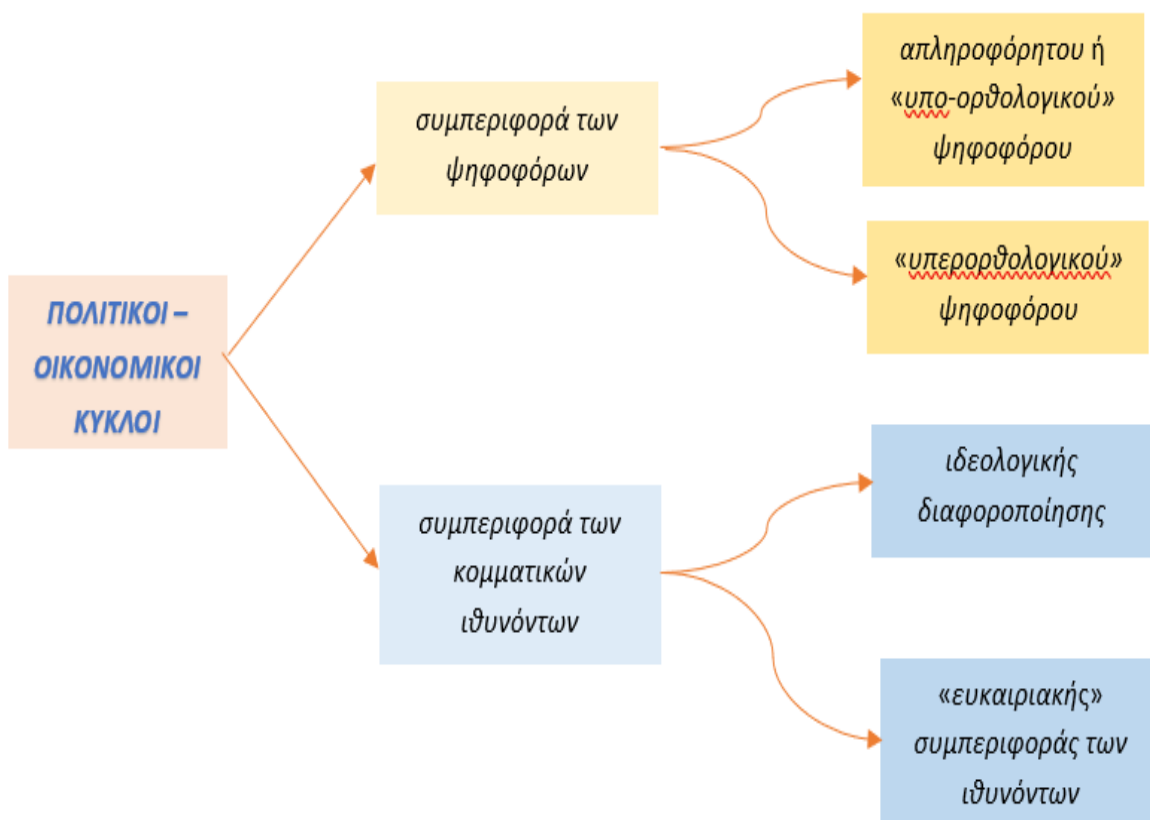 ΠΟΛΙΤΙΚΟΙ –
ΟΙΚΟΝΟΜΙΚΟΙ
ΚΥΚΛΟΙ
συμπεριφορά των
ψηφοφόρων
απληροφόρητου ή
«υπο-ορθολογικού»
ψηφοφόρου
«υπερορθολογικού»
ψηφοφόρου
συμπεριφορά των
κομματικών
ιθυνόντων
ιδεολογικής
διαφοροποίησης
«ευκαιριακής»
συμπεριφοράς των
ιθυνόντων